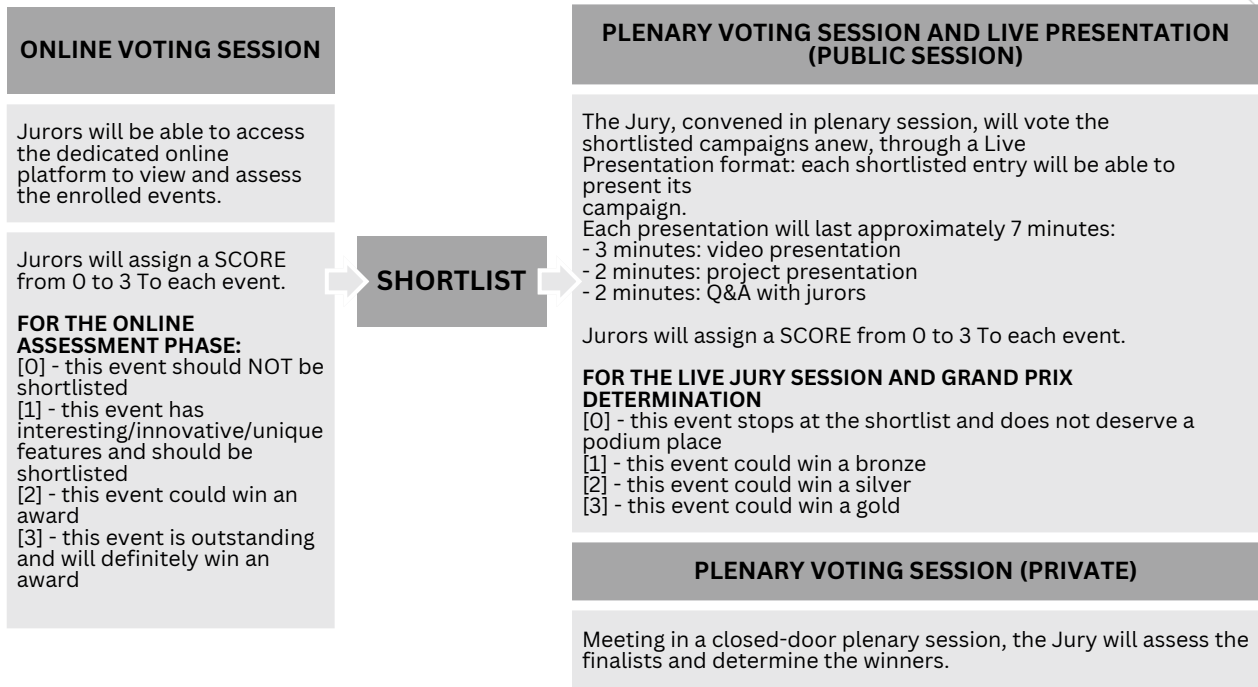 ONLINE VOTING SESSION
Jurors will be able to access
the dedicated online
platform to view and assess
the enrolled events.
Jurors will assign a SCORE
from 0 to 3 To each event.
FOR THE ONLINE
ASSESSMENT PHASE:
[0] - this event should NOT be
shortlisted
[1] - this event has
interesting/innovative/unique
features and should be
shortlisted
[2] - this event could win an
award
[3] - this event is outstanding
and will definitely win an
award
SHORTLIST
PLENARY VOTING SESSION AND LIVE PRESENTATION
(PUBLIC SESSION)
The Jury, convened in plenary session, will vote the
shortlisted campaigns anew, through a Live
Presentation format: each shortlisted entry will be able to
present its
campaign.
Each presentation will last approximately 7 minutes:
- 3 minutes: video presentation
- 2 minutes: project presentation
- 2 minutes: Q&A with jurors
Jurors will assign a SCORE from 0 to 3 To each event.
FOR THE LIVE JURY SESSION AND GRAND PRIX
DETERMINATION
[0] - this event stops at the shortlist and does not deserve a
podium place
[1] - this event could win a bronze
[2] - this event could win a silver
[3] - this event could win a gold
PLENARY VOTING SESSION (PRIVATE)
Meeting in a closed-door plenary session, the Jury will assess the
finalists and determine the winners.